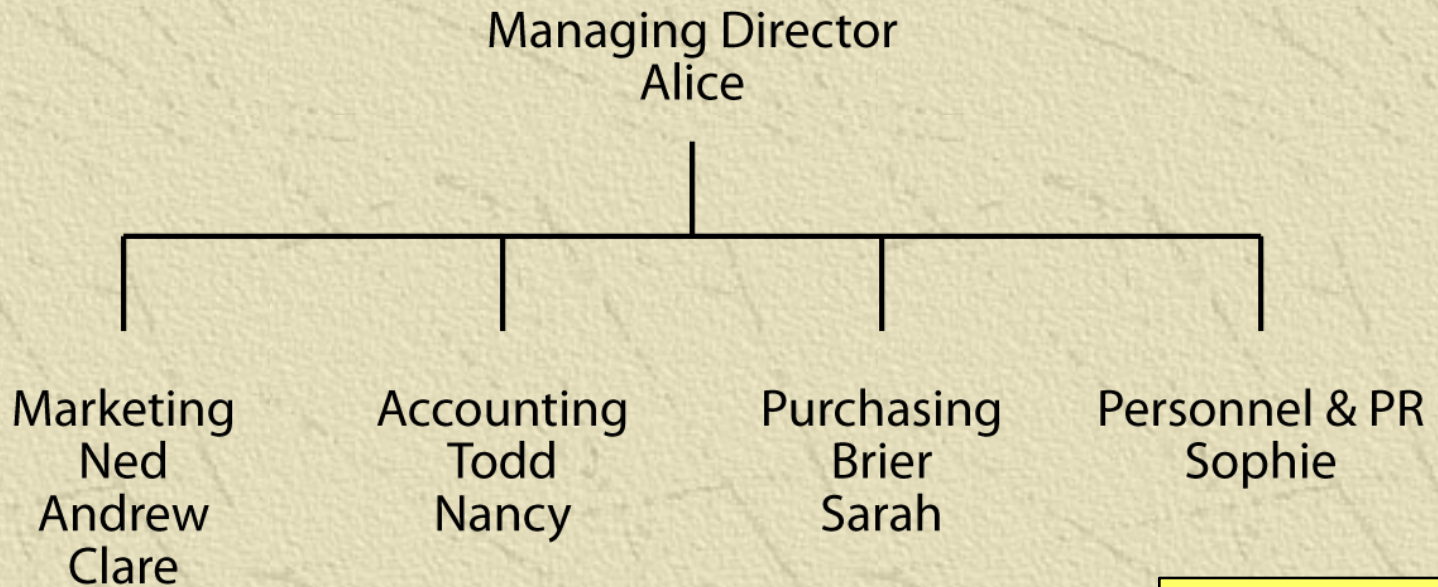 Managing Director
Alice
Marketing
Ned
Andrew
Clare
Accounting
Todd
Nancy
Purchasing
Brier
Sarah
Personnel & PR
Sophie